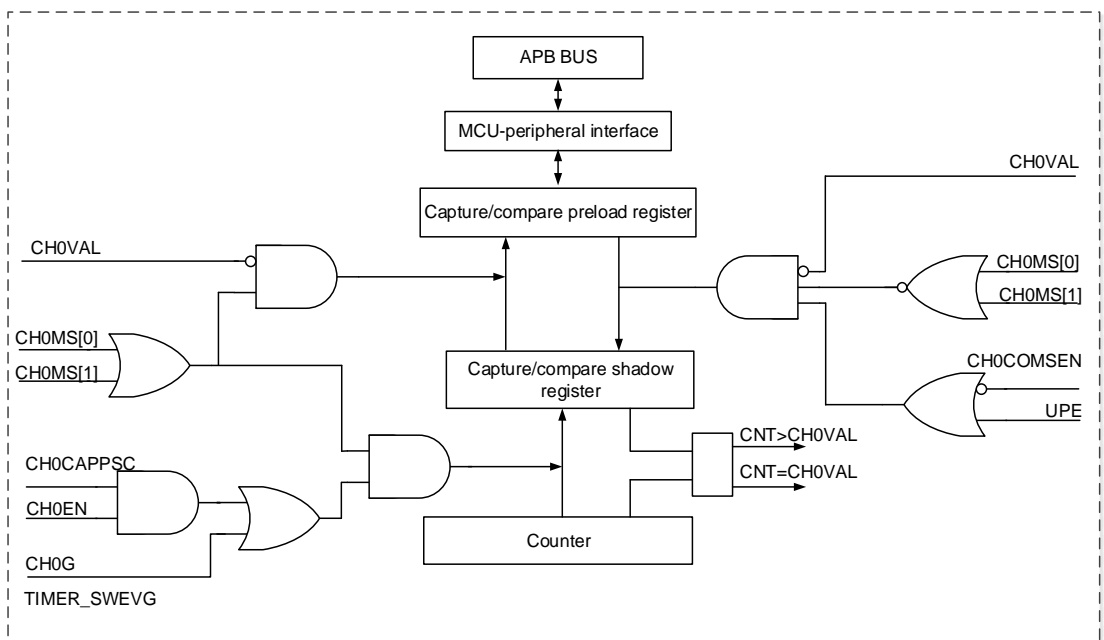 APB BUS
MCU-peripheral interface
CH0VAL
Capture/compare preload register
CH0VAL
CH0MS[0]
CH0MS[1]
CH0MS[0]
CH0MS[1]
Capture/compare shadow
register
CH0COMSEN
UPE
CNT>CH0VAL
CNT=CH0VAL
CH0CAPPSC
CH0EN
Counter
CH0G
TIMER_SWEVG